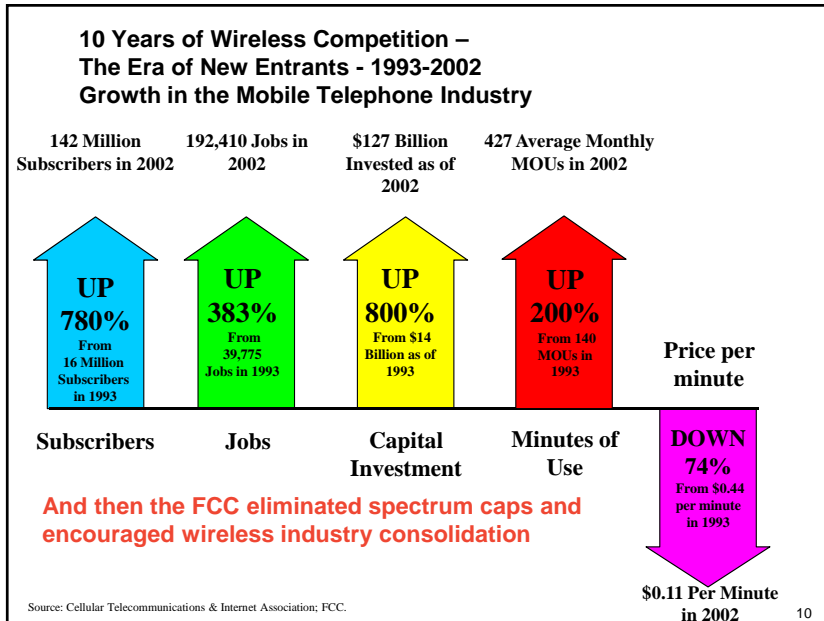 10 Years of Wireless Competition –
The Era of New Entrants - 1993-2002
Growth in the Mobile Telephone Industry
142 Million
Subscribers in 2002
192,410 Jobs in
2002
$127 Billion
Invested as of
2002
427 Average Monthly
MOUs in 2002
UP
780%
From
16 Million
Subscribers
in 1993
UP
383%
From
39,775
Jobs in 1993
UP
800%
From $14
Billion as of
1993
UP
200%
From 140
MOUs in
1993
Price per
minute
Subscribers
Jobs
Capital
Investment
Minutes of
Use
DOWN
74%
From $0.44
per minute
in 1993
And then the FCC eliminated spectrum caps and
encouraged wireless industry consolidation
$0.11 Per Minute
in 2002
Source: Cellular Telecommunications & Internet Association; FCC.
10